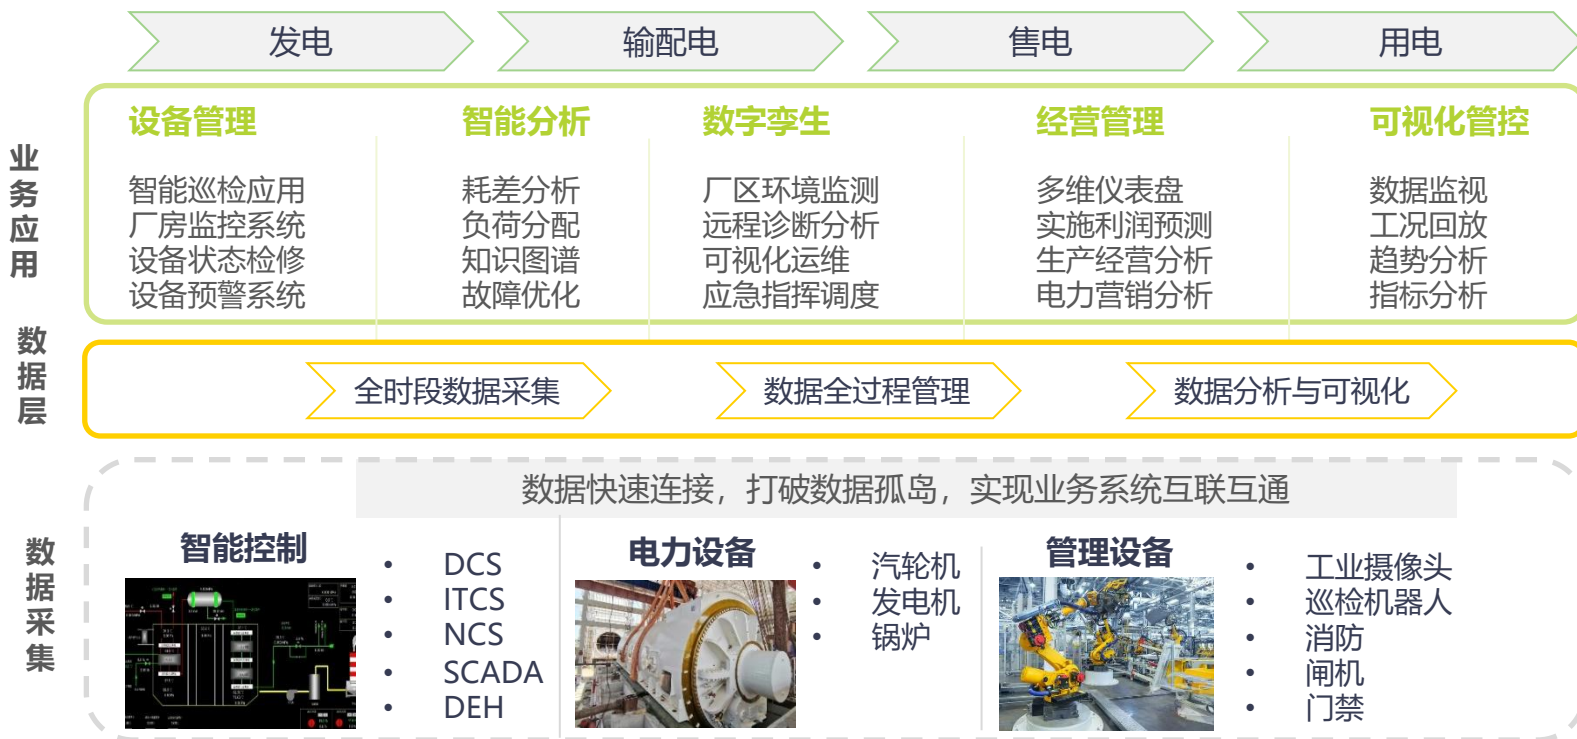 发电
输配电
售电
用电
业务应用
设备管理
智能巡检应用
厂房监控系统
设备状态检修
设备预警系统
智能分析
耗差分析
负荷分配
知识图谱
故障优化
数字孪生
厂区环境监测
远程诊断分析
可视化运维
应急指挥调度
经营管理
多维仪表盘
实施利润预测
生产经营分析
电力营销分析
可视化管控
数据监视
工况回放
趋势分析
指标分析
数据层
全时段数据采集
数据全过程管理
数据分析与可视化
数据采集
数据快速连接，打破数据孤岛，实现业务系统互联互通
智能控制
• DCS
• ITCS
• NCS
• SCADA
• DEH
电力设备
• 汽轮机
• 发电机
• 锅炉
管理设备
• 工业摄像头
• 巡检机器人
• 消防
• 闸机
• 门禁